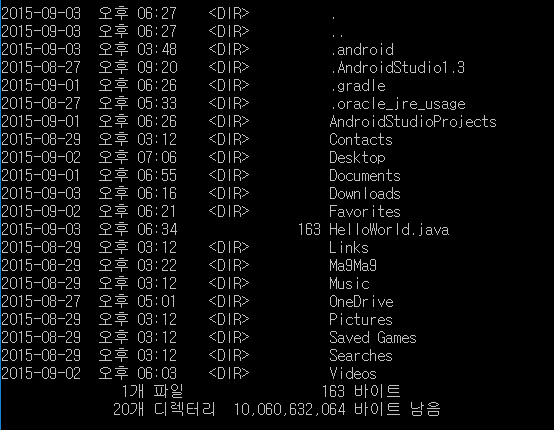 2015-09-03  오후 06:27    <DIR>          .
2015-09-03  오후 06:27    <DIR>          ..
2015-09-03  오후 03:48    <DIR>          .android
2015-08-27  오후 09:20    <DIR>          .AndroidStudio1.3
2015-09-01  오후 06:26    <DIR>          .gradle
2015-08-27  오후 05:33    <DIR>          .oracle_jre_usage
2015-09-01  오후 06:26    <DIR>          AndroidStudioProjects
2015-08-29  오후 03:12    <DIR>          Contacts
2015-09-02  오후 07:06    <DIR>          Desktop
2015-09-01  오후 06:55    <DIR>          Documents
2015-09-03  오후 06:16    <DIR>          Downloads
2015-09-02  오후 06:21    <DIR>          Favorites
2015-09-03  오후 06:34               163 HelloWorld.java
2015-08-29  오후 03:12    <DIR>          Links
2015-08-29  오후 03:22    <DIR>          Ma9Ma9
2015-08-29  오후 03:12    <DIR>          Music
2015-08-27  오후 05:01    <DIR>          OneDrive
2015-08-29  오후 03:12    <DIR>          Pictures
2015-08-29  오후 03:12    <DIR>          Saved Games
2015-08-29  오후 03:12    <DIR>          Searches
2015-09-02  오후 06:03    <DIR>          Videos
1개 파일                 163 바이트
20개 디렉터리  10,060,632,064 바이트 남음